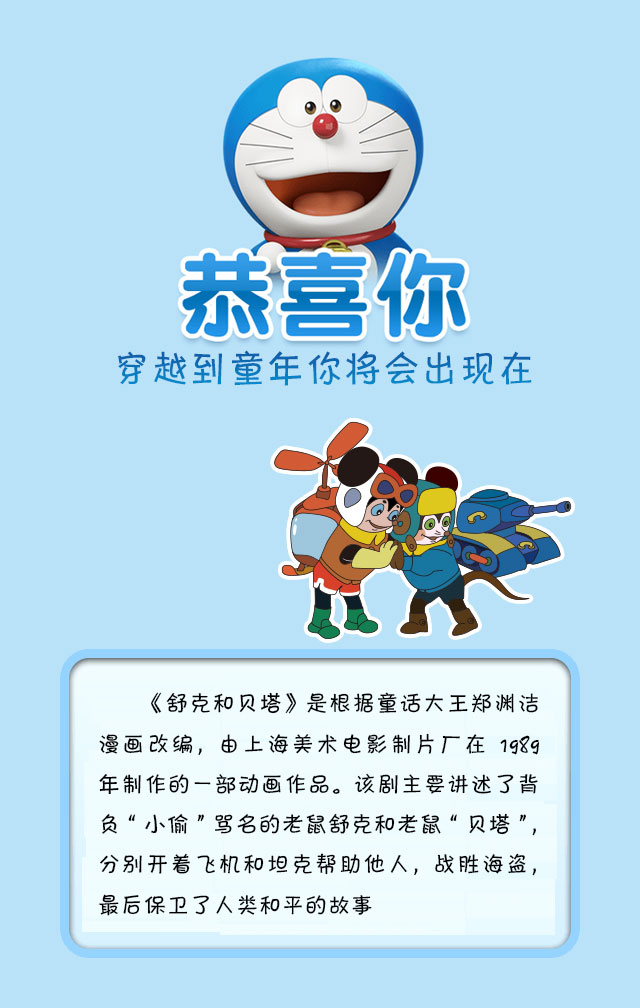 恭喜你
穿越到童年你将会出现在
《舒克和贝塔》是根据童话大王郑渊洁
漫画改编，由上海美术电影制片厂在 1989
年制作的一部动画作品。该剧主要讲述了背
负“小偷”骂名的老鼠舒克和老鼠“贝塔”，
分别开着飞机和坦克帮助他人，战胜海盗，
最后保卫了人类和平的故事